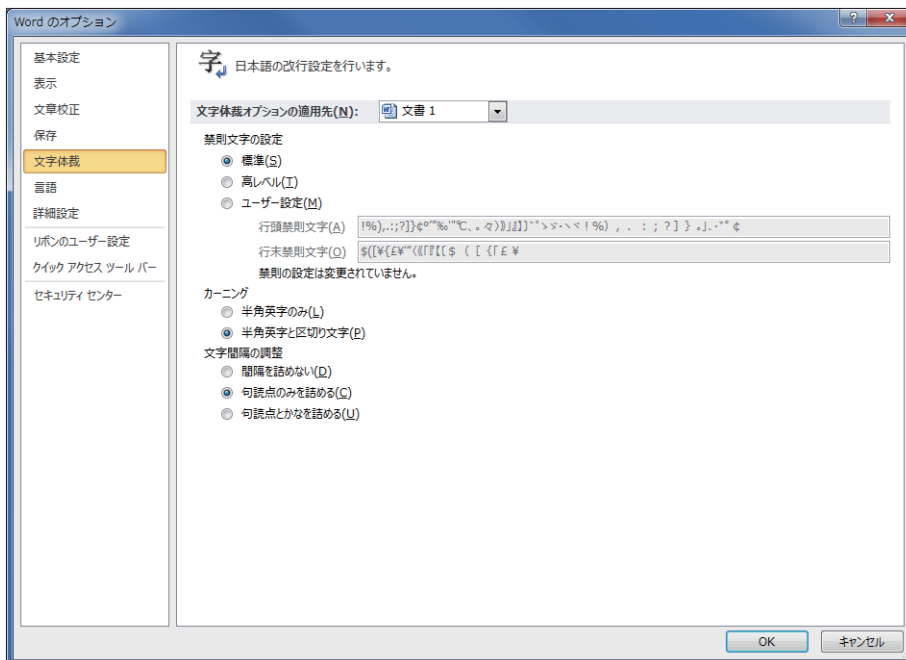 Word のオプション
基本設定
表示
文章校正
保存
文字体裁
言語
詳細設定
リボンのユーザー設定
クイック アクセス ツール バー
セキュリティ センター
日本語の改行設定を行います。
文字体裁オプションの適用先(N): 文書 1
禁則文字の設定
標準(S)
高レベル(T)
ユーザー設定(M)
行頭禁則文字(A) !%),.:;?]}¢°’”‰′″℃、。々〉》」』】〕゛゜ゝゞ・ヽヾ！％），．：；？］｝｡｣､･ﾞﾟ￠
行末禁則文字(O) $([\{£¥‘“〈《「『【〔＄（［｛｢￡￥
禁則の設定は変更されていません。
カーニング
半角英字のみ(L)
半角英字と区切り文字(P)
文字間隔の調整
間隔を詰めない(D)
句読点のみを詰める(C)
句読点とかなを詰める(U)
OK キャンセル